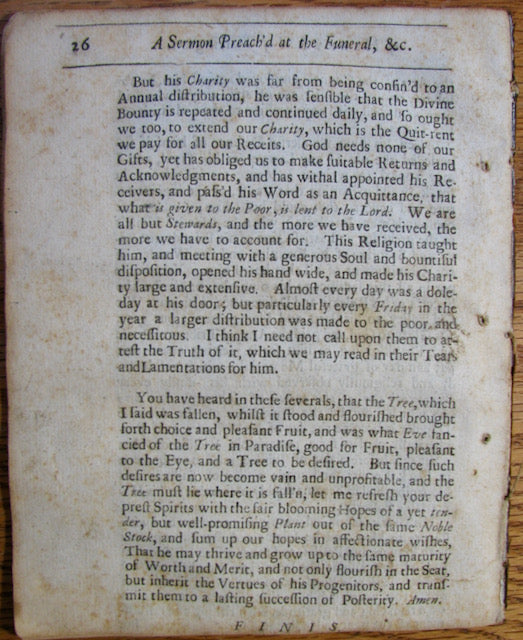 26 A Sermon Preach'd at the Funeral, &c.
But his Charity was far from being confin'd to an
Annual diſtribution, he was ſenſible that the Divine
Bounty is repeated and continued daily, and ſo ought
we too, to extend our Charity, which is the Quit-rent
we pay for all our Receits. God needs none of our
Gifts, yet has obliged us to make ſuitable Returns and
Acknowledgments, and has withal appointed his Re-
ceivers, and paſs'd his Word as an Acquittance, that
what is given to the Poor, is lent to the Lord. We are
all but Stewards, and the more we have received, the
more we have to account for. This Religion taught
him, and meeting with a generous Soul and bountiful
diſpoſition, opened his hand wide, and made his Chari-
ty large and extenſive. Almoſt every day was a dole-
day at his door; but particularly every Friday in the
year a larger diſtribution was made to the poor and
neceſſitous. I think I need not call upon them to at-
teſt the Truth of it, which we may read in their Tears
and Lamentations for him.
You have heard in theſe ſeverals, that the Tree, which
I ſaid was fallen, whilſt it ſtood and flouriſhed brought
forth choice and pleaſant Fruit, and was what Eve fan-
cied of the Tree in Paradiſe, good for Fruit, pleaſant
to the Eye, and a Tree to be deſired. But ſince ſuch
deſires are now become vain and unprofitable, and the
Tree muſt lie where it is fall'n, let me refreſh your de-
preſt Spirits with the fair blooming Hopes of a yet ten-
der, but well-promiſing Plant out of the ſame Noble
Stock, and ſum up our hopes in affectionate wiſhes,
That he may thrive and grow up to the ſame maturity
of Worth and Merit, and not only flouriſh in the Seat,
but inherit the Vertues of his Progenitors, and tranſ-
mit them to a laſting ſucceſſion of Poſterity. Amen.
FINIS